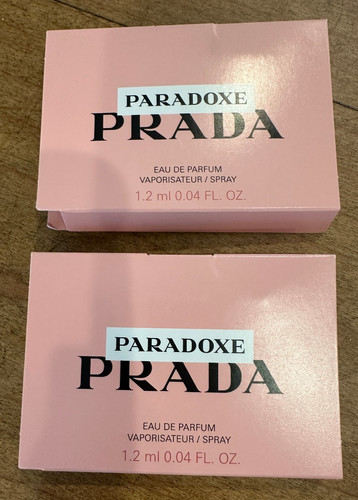 PARADOXE
PRADA
EAU DE PARFUM
VAPORISATEUR / SPRAY
1.2 ml 0.04 FL. OZ.
PARADOXE
PRADA
EAU DE PARFUM
VAPORISATEUR / SPRAY
1.2 ml 0.04 FL. OZ.